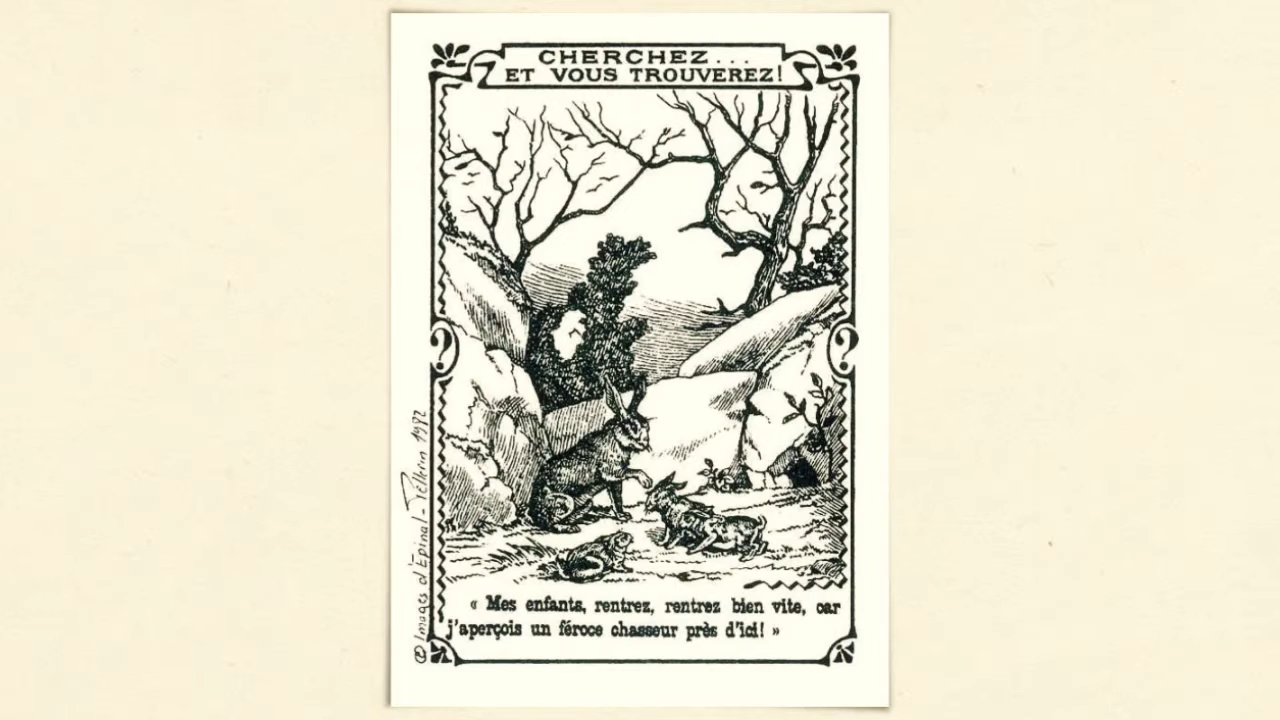 CHERCHEZ...
ET VOUS TROUVEREZ!
?
?
« Mes enfants, rentrez, rentrez bien vite, car
j'aperçois un féroce chasseur près d'ici! »
© Images d'Epinal - Pellerin 1982